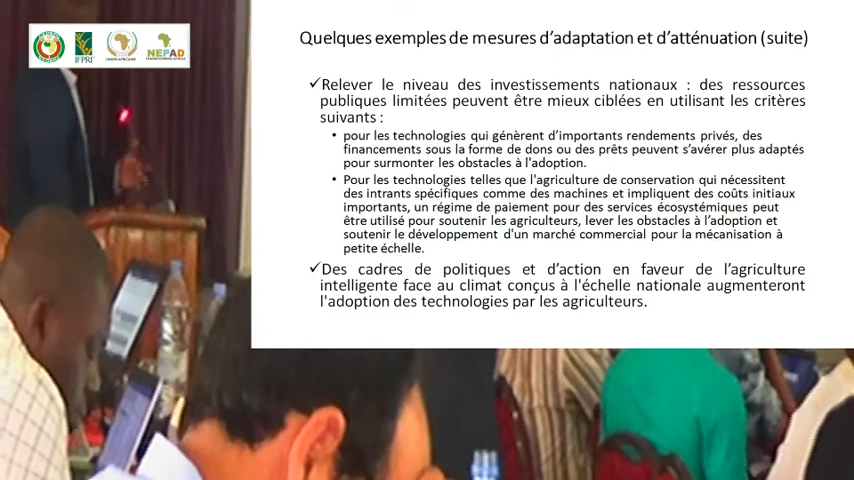 IFPRI
UNION AFRICAINE
NEPAD
TRANSFORMING AFRICA
Quelques exemples de mesures d'adaptation et d'atténuation (suite)
✓Relever le niveau des investissements nationaux : des ressources
publiques limitées peuvent être mieux ciblées en utilisant les critères
suivants :
• pour les technologies qui génèrent d'importants rendements privés, des
financements sous la forme de dons ou des prêts peuvent s'avérer plus adaptés
pour surmonter les obstacles à l'adoption.
• Pour les technologies telles que l'agriculture de conservation qui nécessitent
des intrants spécifiques comme des machines et impliquent des coûts initiaux
importants, un régime de paiement pour des services écosystémiques peut
être utilisé pour soutenir les agriculteurs, lever les obstacles à l'adoption et
soutenir le développement d'un marché commercial pour la mécanisation à
petite échelle.
✓Des cadres de politiques et d'action en faveur de l'agriculture
intelligente face au climat conçus à l'échelle nationale augmenteront
l'adoption des technologies par les agriculteurs.